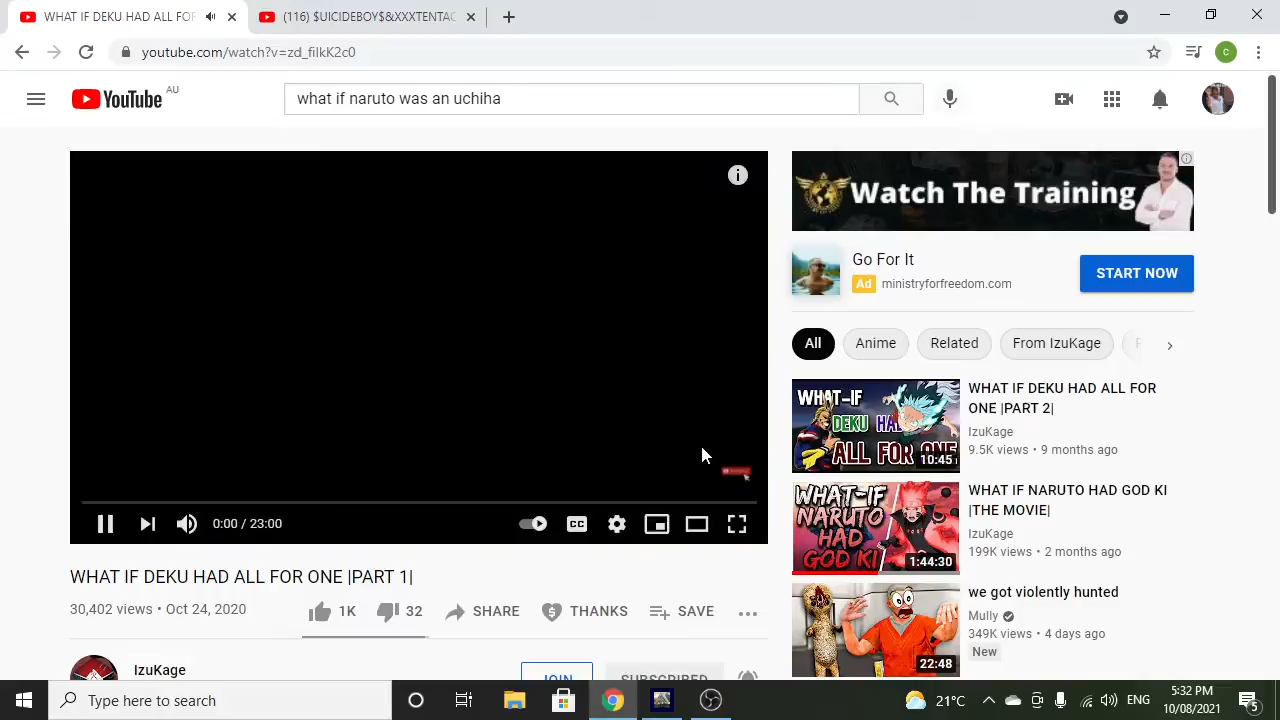 WHAT IF DEKU HAD ALL FOR
(116) $UICIDEBOY$&XXXTENTAC
youtube.com/watch?v=zd_filkK2c0
c
YouTube AU
what if naruto was an uchiha
Watch The Training
Go For It
Ad ministryforfreedom.com
START NOW
All
Anime
Related
From IzuKage
WHAT-IF
DEKU HA
ALL FOR ONE
10:45
WHAT IF DEKU HAD ALL FOR
ONE |PART 2|
IzuKage
9.5K views • 9 months ago
WHAT-IF
NARUTO
HAD
GOD KI
1:44:30
WHAT IF NARUTO HAD GOD KI
|THE MOVIE|
IzuKage
199K views • 2 months ago
22:48
we got violently hunted
Mully
349K views • 4 days ago
New
0:00 / 23:00
CC
WHAT IF DEKU HAD ALL FOR ONE |PART 1|
30,402 views • Oct 24, 2020
1K
32
SHARE
THANKS
SAVE
IzuKage
JOIN
SUBSCRIBED
Type here to search
21°C
ENG
5:32 PM
10/08/2021
5